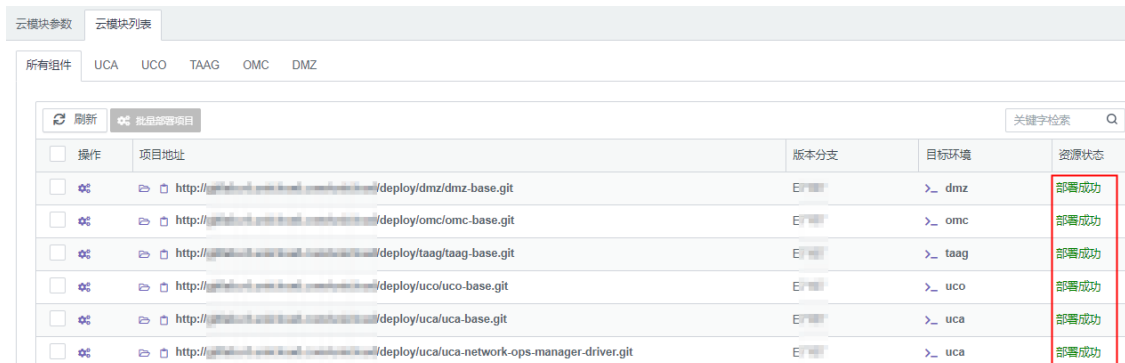 云模块参数 云模块列表
所有组件 UCA UCO TAAG OMC DMZ
刷新 批量部署项目 关键字检索
操作 项目地址 版本分支 目标环境 资源状态
http:// /deploy/dmz/dmz-base.git E >_ dmz 部署成功
http:// /deploy/omc/omc-base.git E >_ omc 部署成功
http:// /deploy/taag/taag-base.git E >_ taag 部署成功
http:// /deploy/uco/uco-base.git E >_ uco 部署成功
http:// /deploy/uca/uca-base.git E >_ uca 部署成功
http:// /deploy/uca/uca-network-ops-manager-driver.git E >_ uca 部署成功